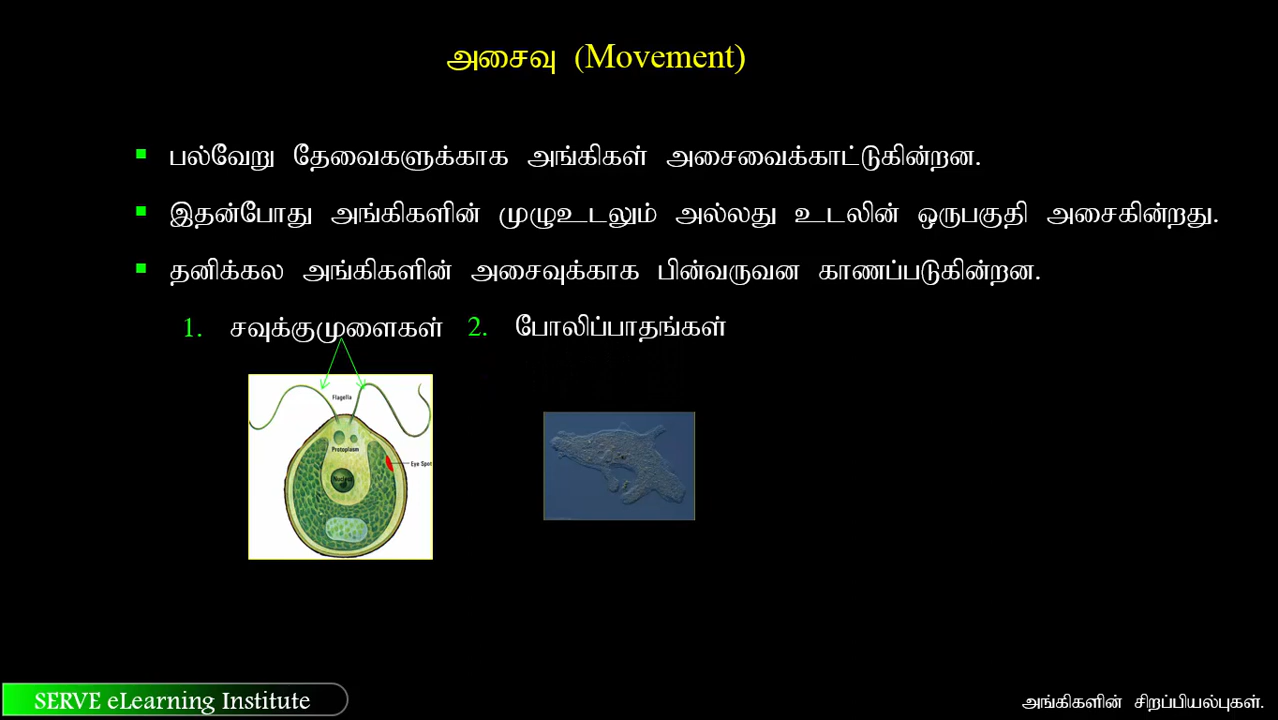 அசைவு (Movement)
பல்வேறு தேவைகளுக்காக அங்கிகள் அசைவைக்காட்டுகின்றன.
இதன்போது அங்கிகளின் முழுஉடலும் அல்லது உடலின் ஒருபகுதி அசைகின்றது.
தனிக்கல அங்கிகளின் அசைவுக்காக பின்வருவன காணப்படுகின்றன.
1. சவுக்குமுளைகள் 2. போலிப்பாதங்கள்
Flagella
Protoplasm
Eye Spot
Nucleus
SERVE eLearning Institute
அங்கிகளின் சிறப்பியல்புகள்.